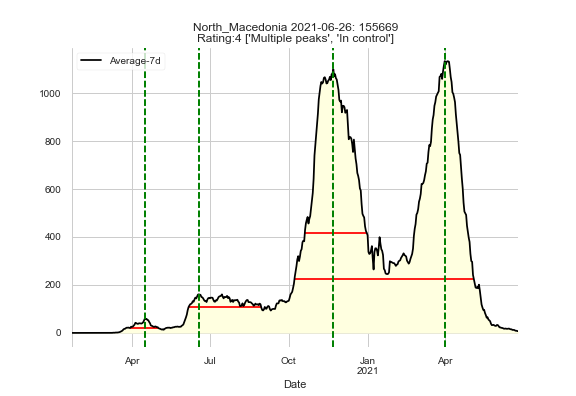 North_Macedonia 2021-06-26: 155669
Rating:4 ['Multiple peaks', 'In control']
Average-7d
1000
800
600
400
200
0
Apr Jul Oct Jan Apr
2021
Date